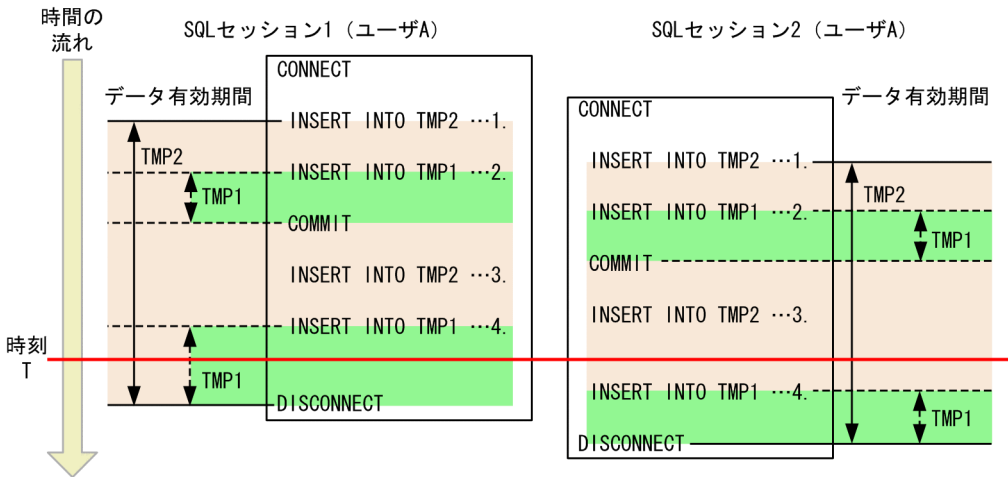 時間の
流れ
SQLセッション1（ユーザA）
CONNECT
データ有効期間
INSERT INTO TMP2 …1.
TMP2
INSERT INTO TMP1 …2.
TMP1
COMMIT
INSERT INTO TMP2 …3.
INSERT INTO TMP1 …4.
時刻
T
TMP1
DISCONNECT
SQLセッション2（ユーザA）
CONNECT
データ有効期間
INSERT INTO TMP2 …1.
TMP2
INSERT INTO TMP1 …2.
TMP1
COMMIT
INSERT INTO TMP2 …3.
INSERT INTO TMP1 …4.
TMP1
DISCONNECT